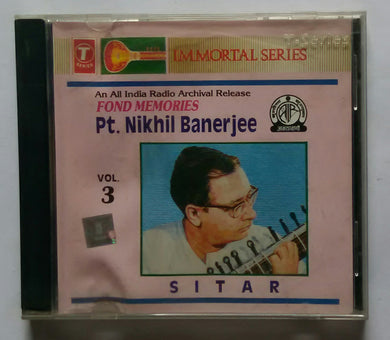 T
SERIES
IMMORTAL SERIES
An All India Radio Archival Release
FOND MEMORIES
Pt. Nikhil Banerjee
VOL.
3
SITAR